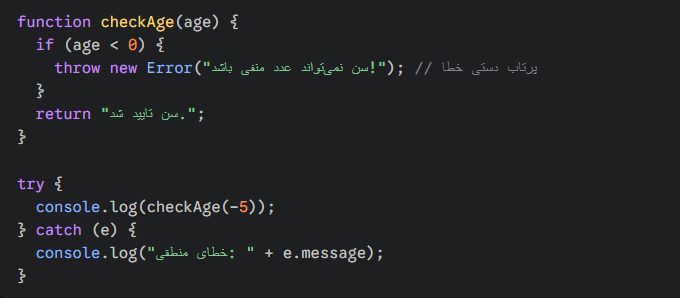 function checkAge(age) {
  if (age < 0) {
    throw new Error("سن نمی‌تواند عدد منفی باشد!"); // پرتاب دستی خطا
  }
  return "سن تایید شد.";
}

try {
  console.log(checkAge(-5));
} catch (e) {
  console.log("خطای منطقی: " + e.message);
}